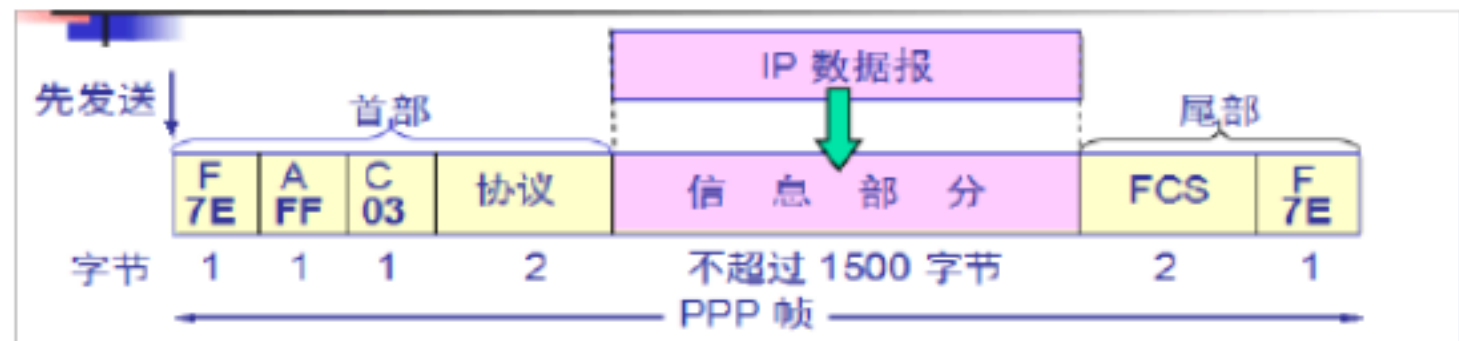 IP 数据报
先发送 首部 尾部
F A C 协议 信 息 部 分 FCS F
7E FF 03 7E
字节 1 1 1 2 不超过 1500 字节 2 1
PPP 帧